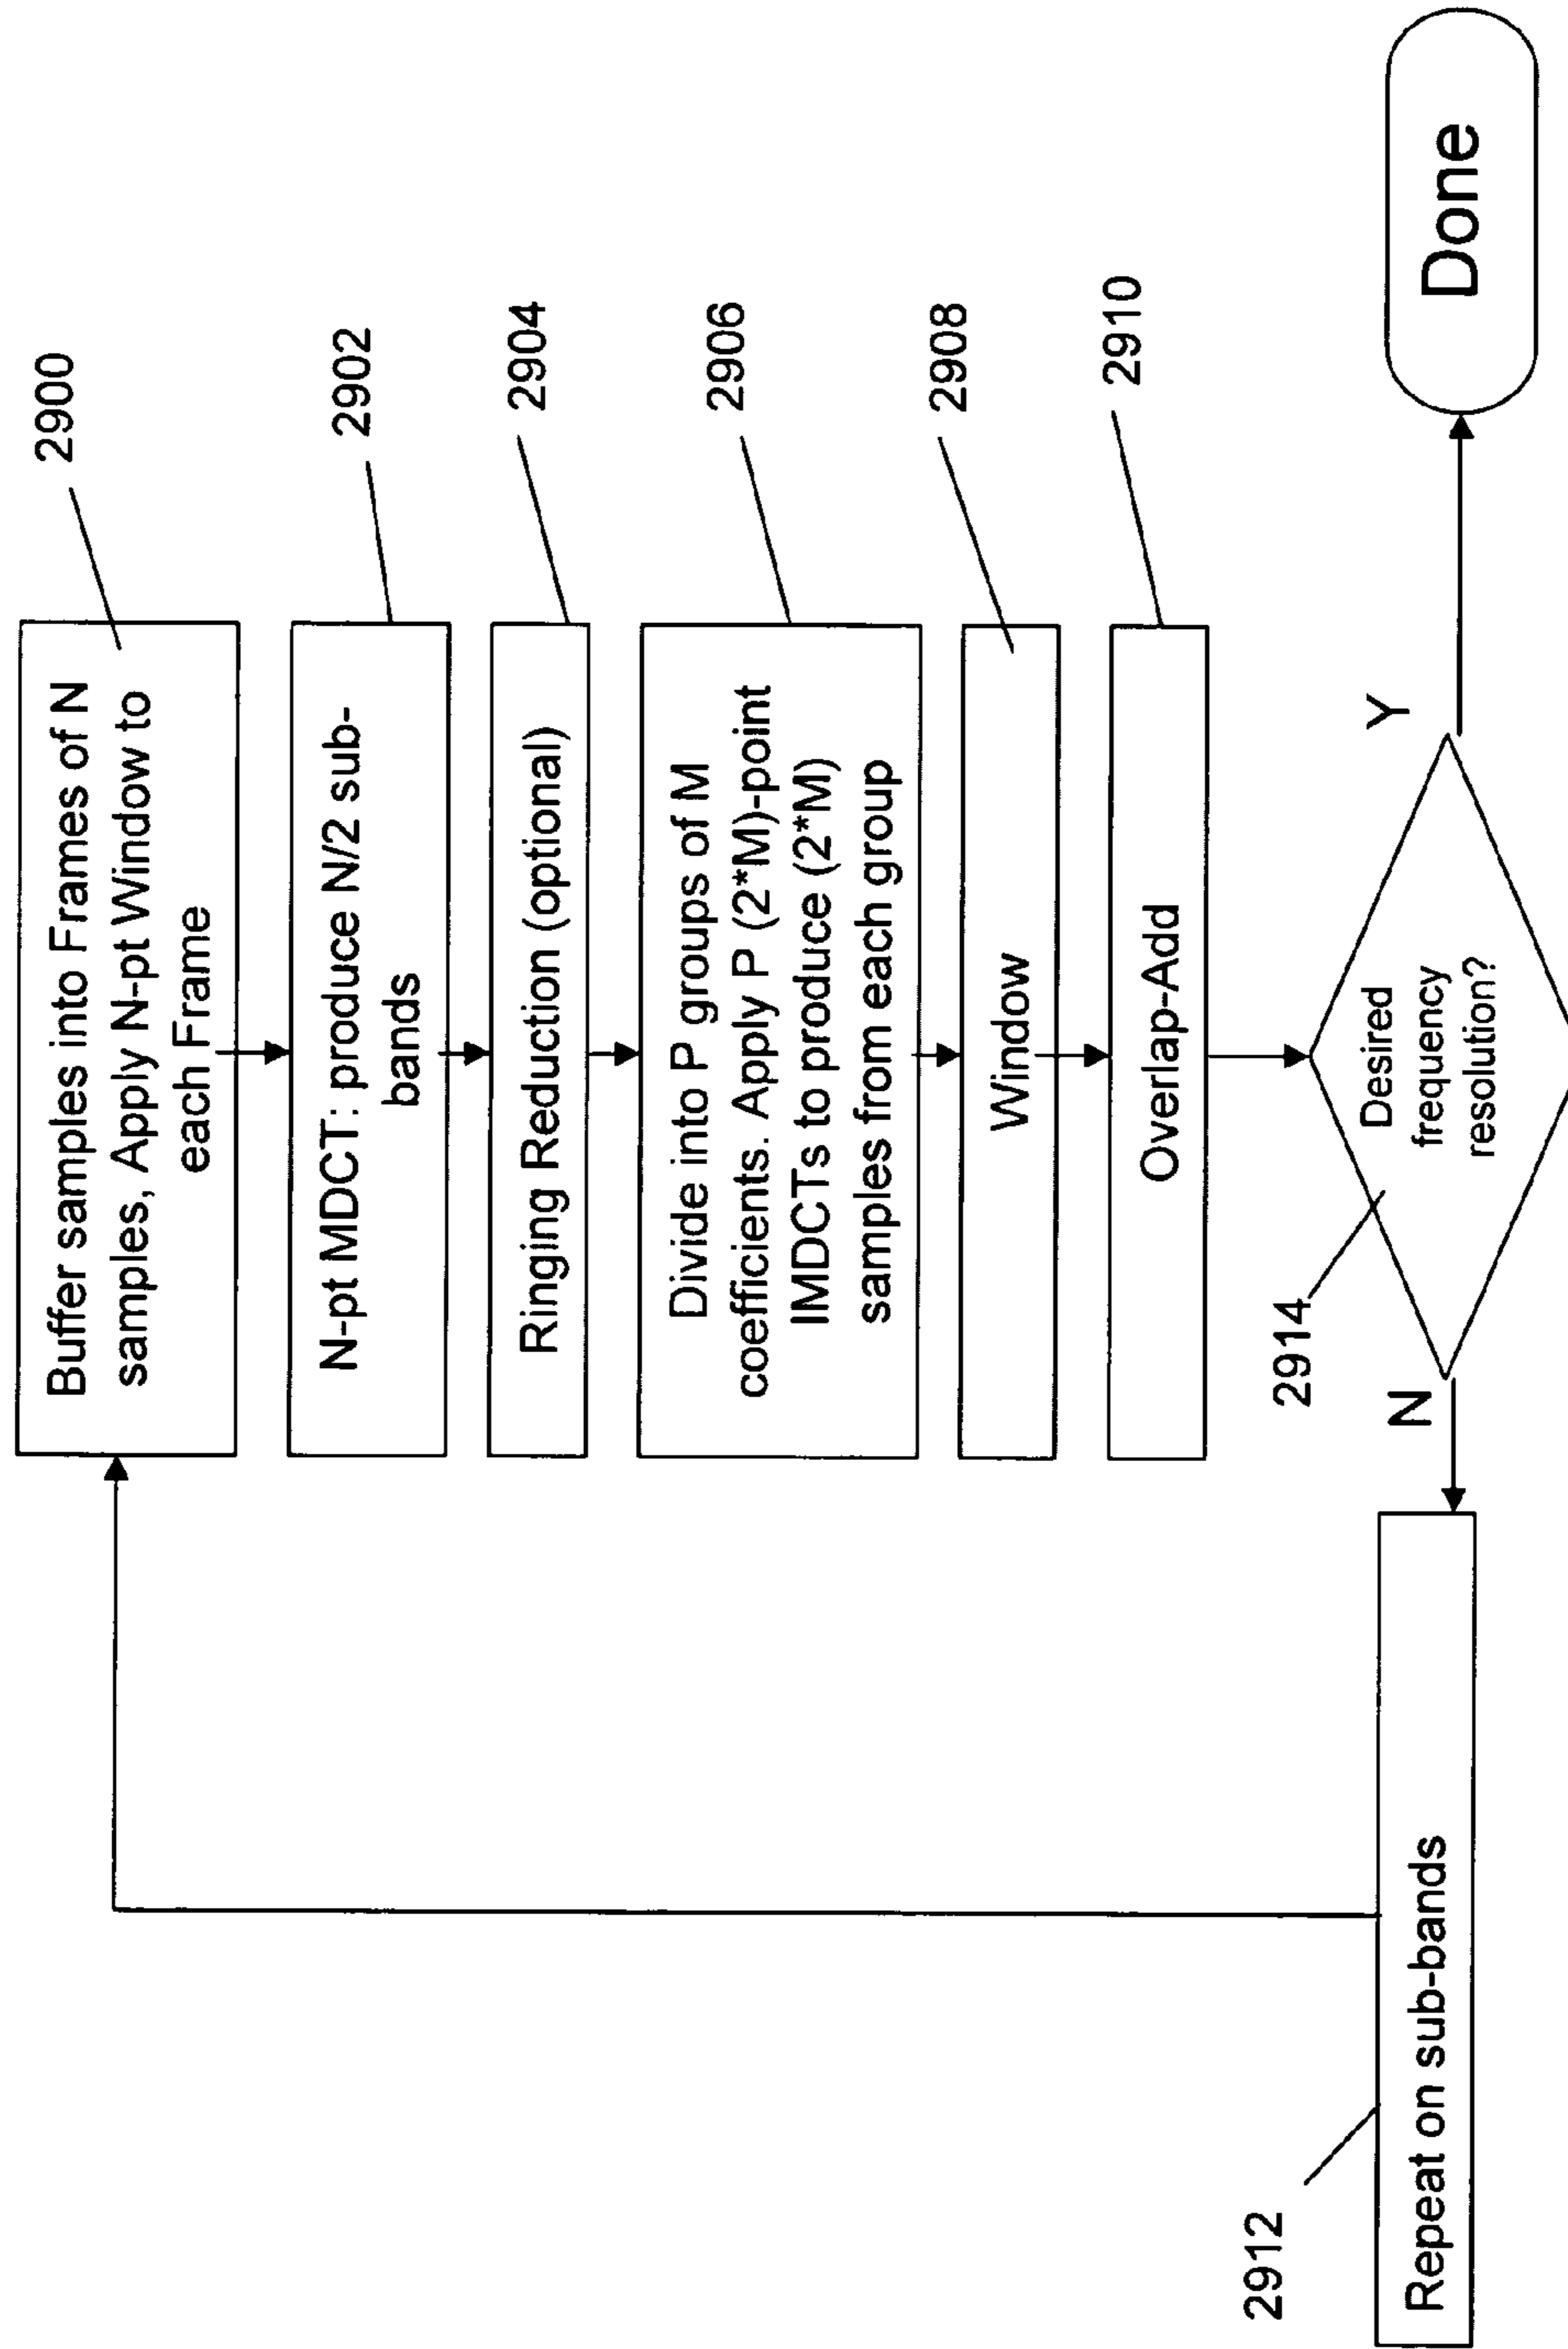 Buffer samples into Frames of N
samples, Apply N-pt Window to
each Frame
2900
N-pt MDCT: produce N/2 sub-
bands
2902
Ringing Reduction (optional)
2904
Divide into P groups of M
coefficients. Apply P (2*M)-point
IMDCTs to produce (2*M)
samples from each group
2906
Window
2908
Overlap-Add
2910
Desired
frequency
resolution?
2914
N
Y
Repeat on sub-bands
2912
Done